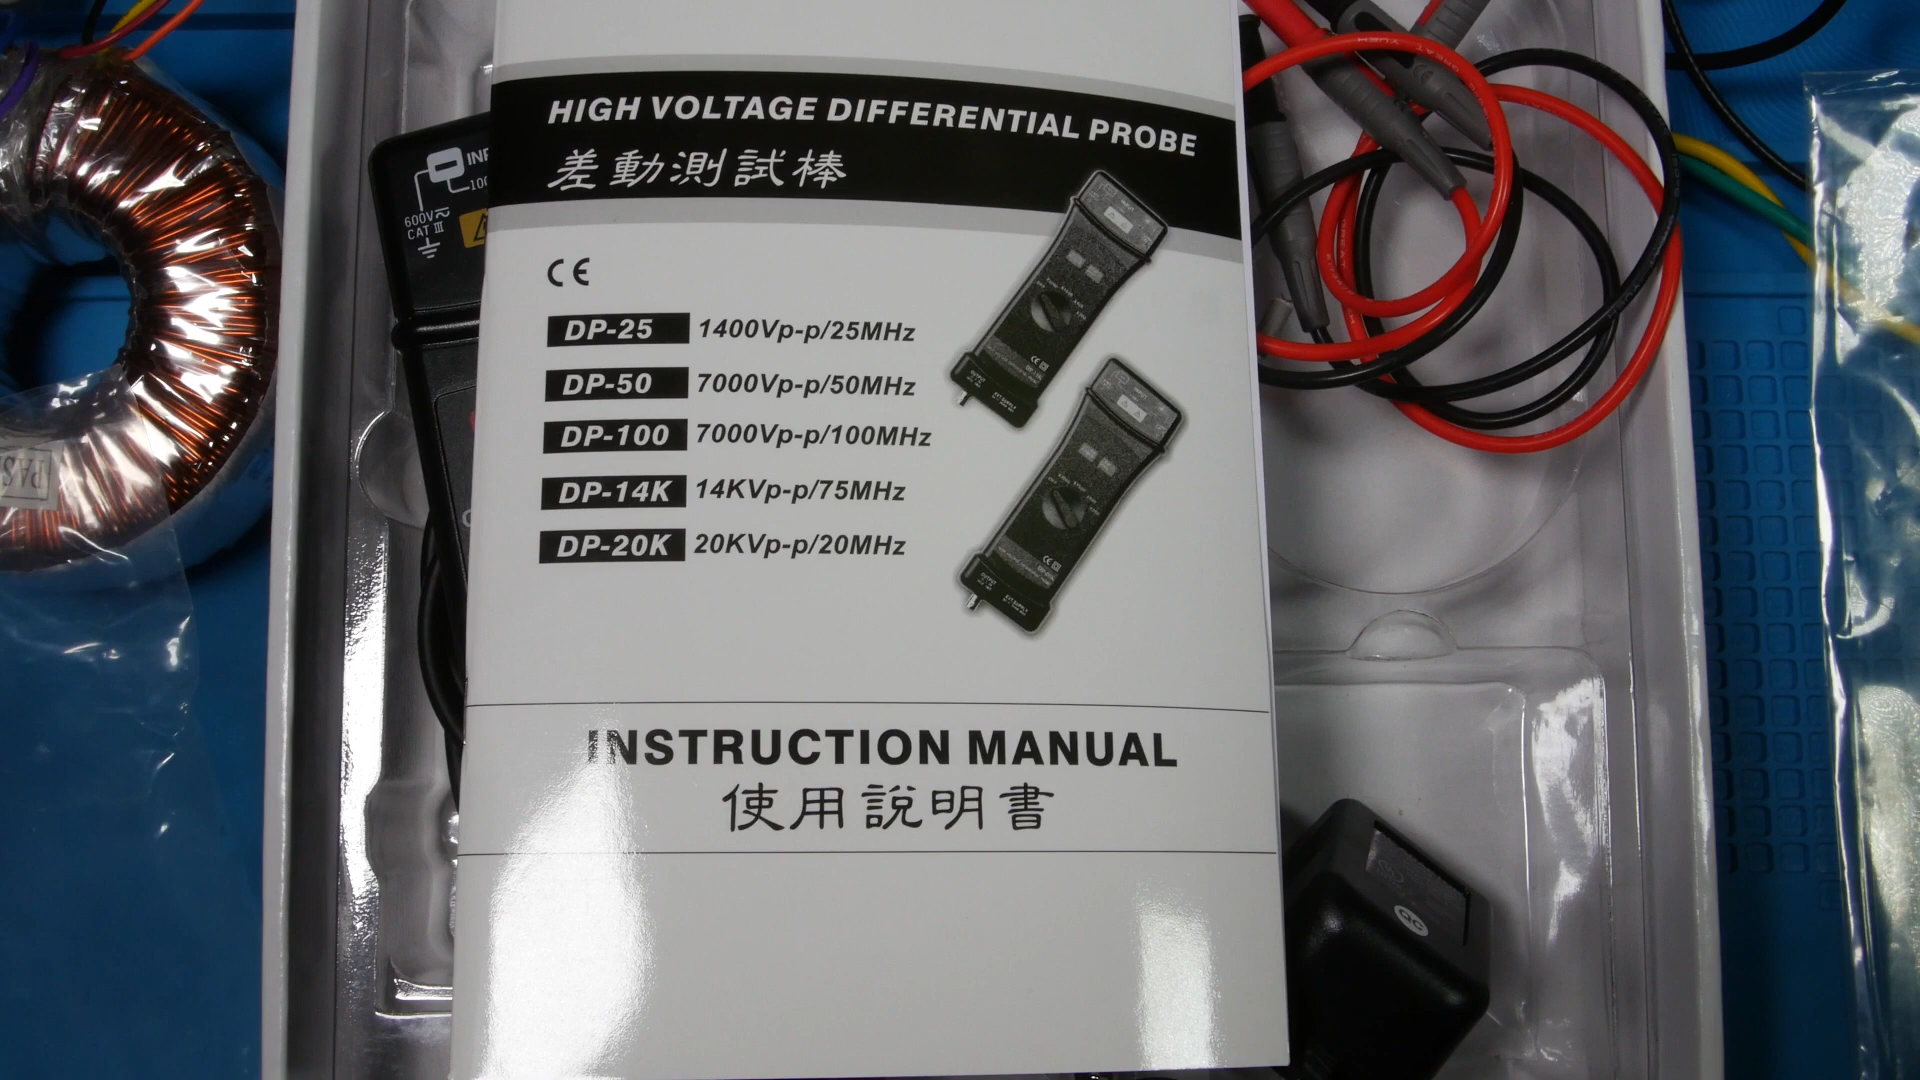 HIGH VOLTAGE DIFFERENTIAL PROBE
差動測試棒
CE
DP-25 1400Vp-p/25MHz
DP-50 7000Vp-p/50MHz
DP-100 7000Vp-p/100MHz
DP-14K 14KVp-p/75MHz
DP-20K 20KVp-p/20MHz
INSTRUCTION MANUAL
使用說明書
600V
CAT III
QC